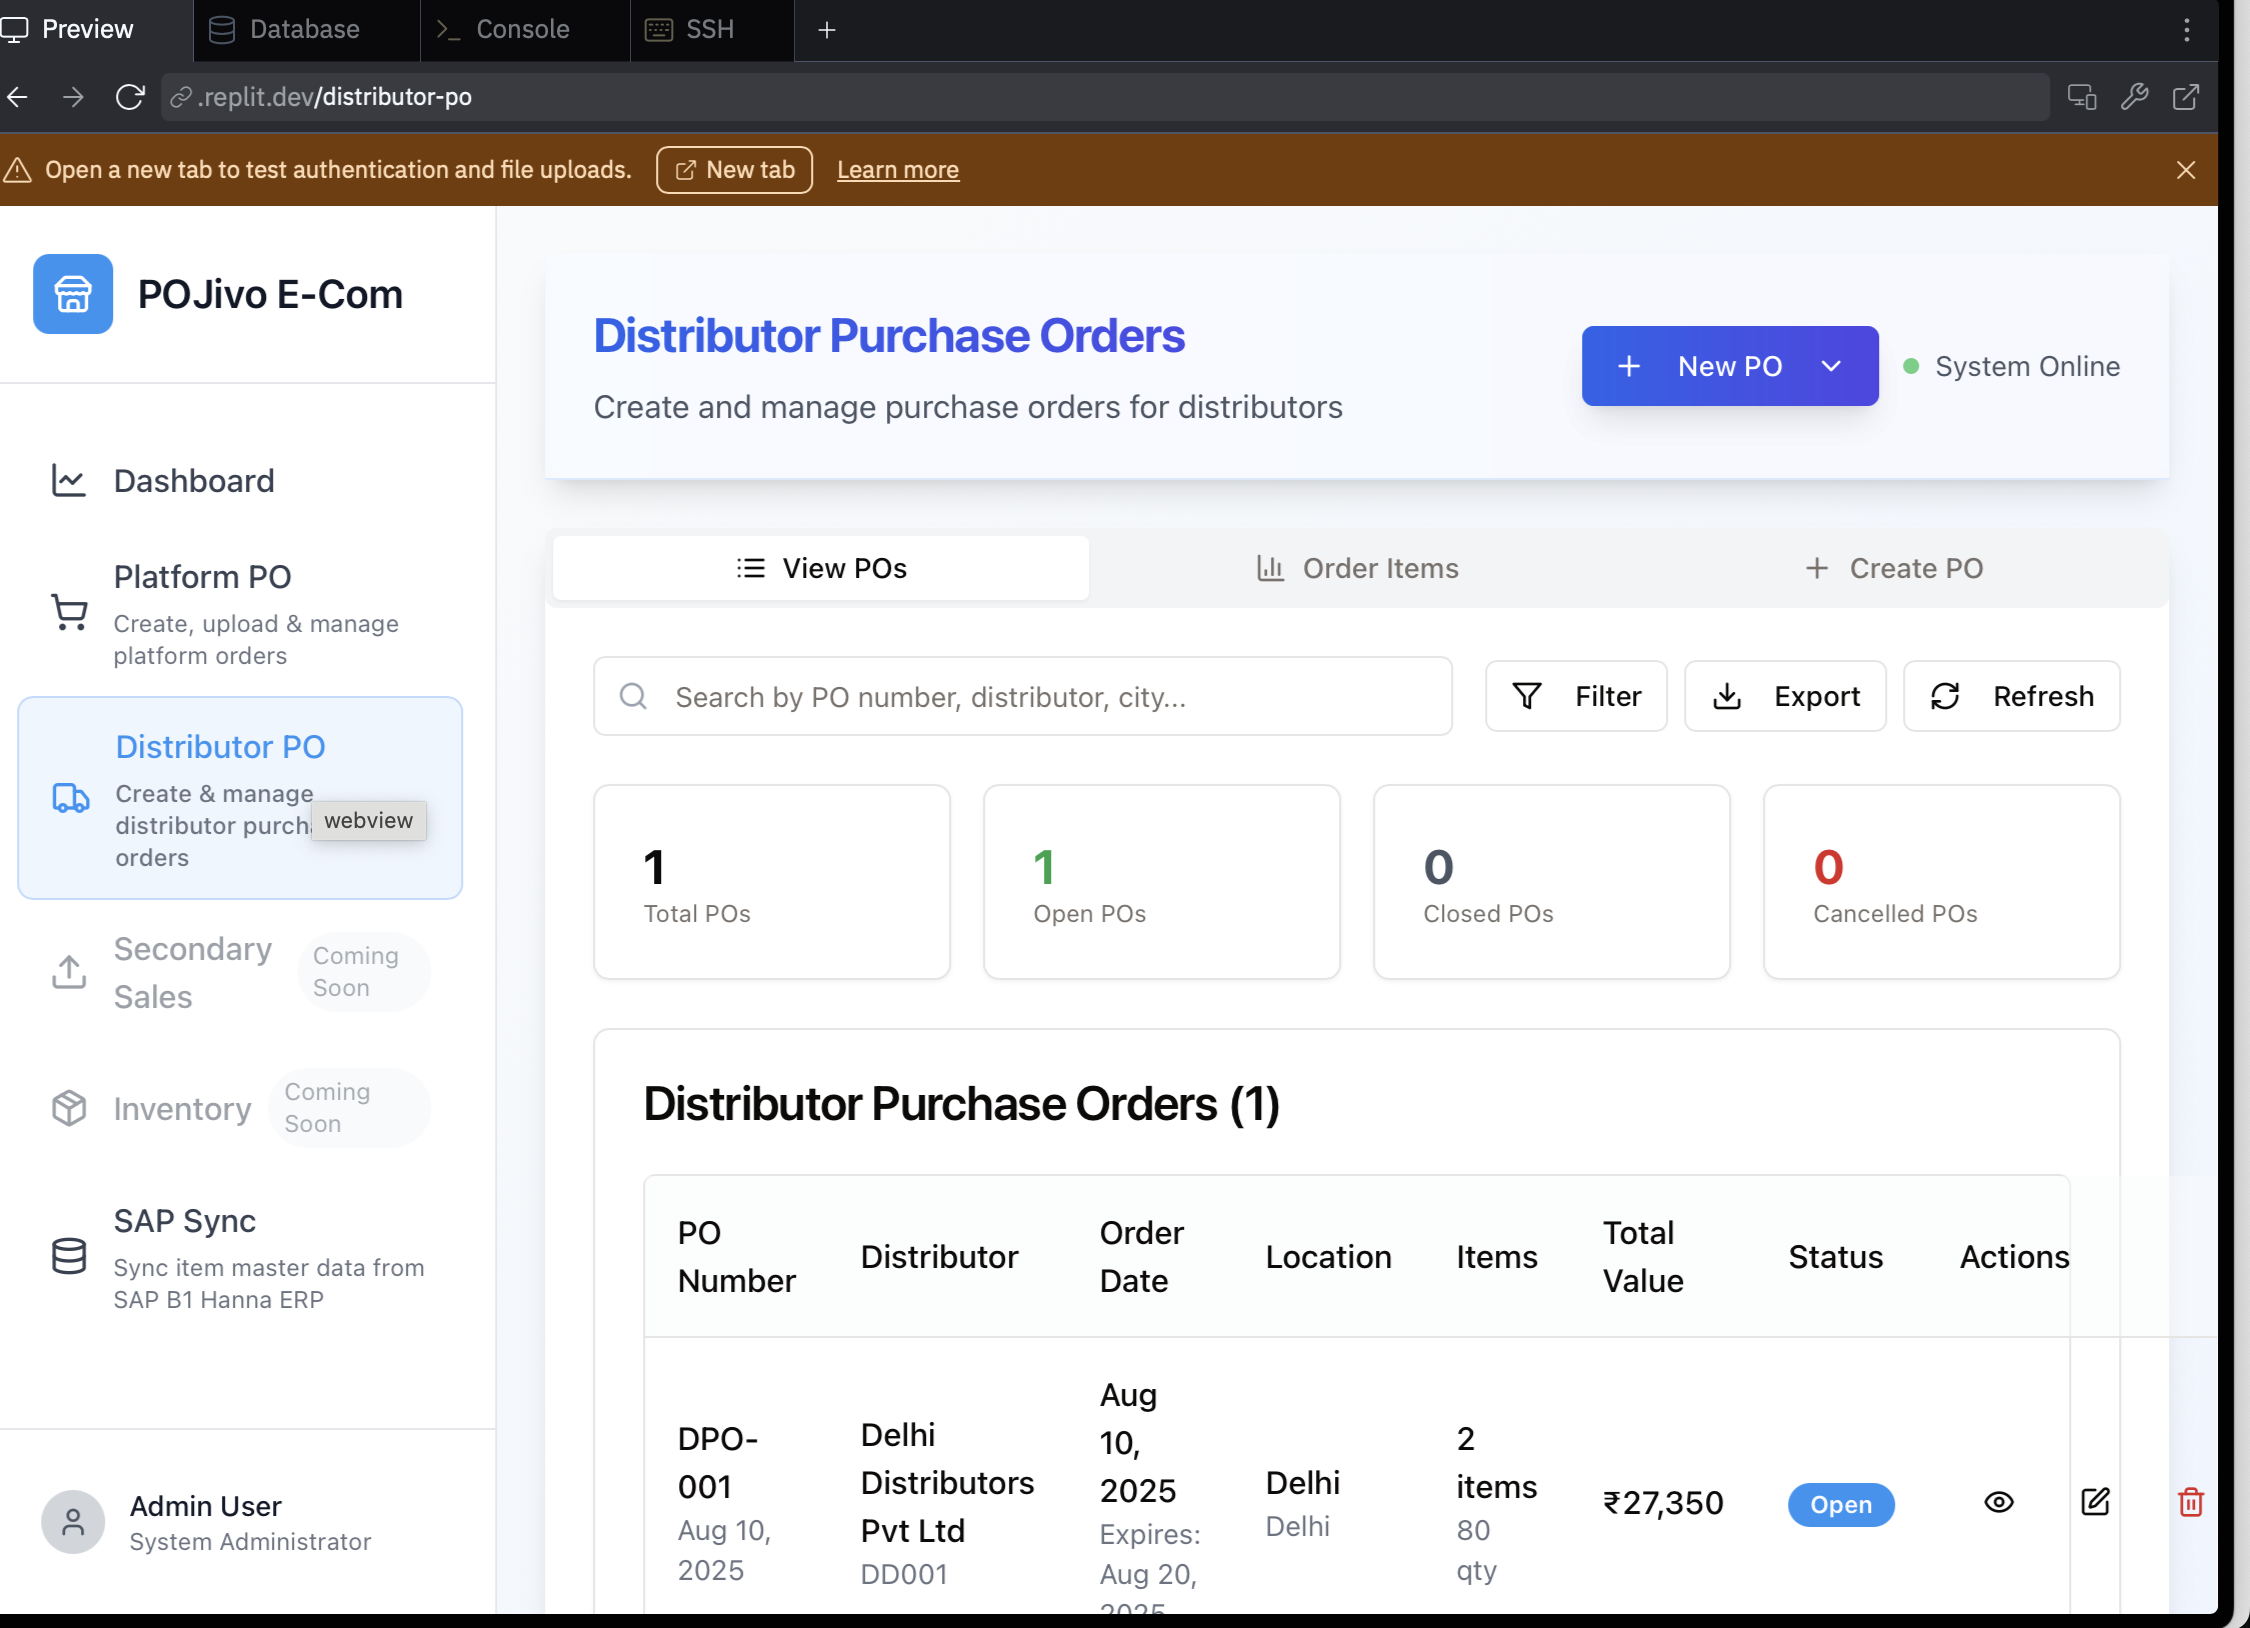 Preview
Database
Console
SSH
.replit.dev/distributor-po
Open a new tab to test authentication and file uploads.
New tab
Learn more
POJivo E-Com
Dashboard
Platform PO
Create, upload & manage
platform orders
Distributor PO
Create & manage
distributor purch
orders
webview
Secondary
Sales
Coming
Soon
Inventory
Coming
Soon
SAP Sync
Sync item master data from
SAP B1 Hanna ERP
Admin User
System Administrator
Distributor Purchase Orders
Create and manage purchase orders for distributors
New PO
System Online
View POs
Order Items
Create PO
Search by PO number, distributor, city...
Filter
Export
Refresh
1
Total POs
1
Open POs
0
Closed POs
0
Cancelled POs
Distributor Purchase Orders (1)
PO
Number
Distributor
Order
Date
Location
Items
Total
Value
Status
Actions
DPO-
001
Aug 10,
2025
Delhi
Distributors
Pvt Ltd
DD001
Aug
10,
2025
Expires:
Aug 20,
2025
Delhi
Delhi
2
items
80
qty
₹27,350
Open